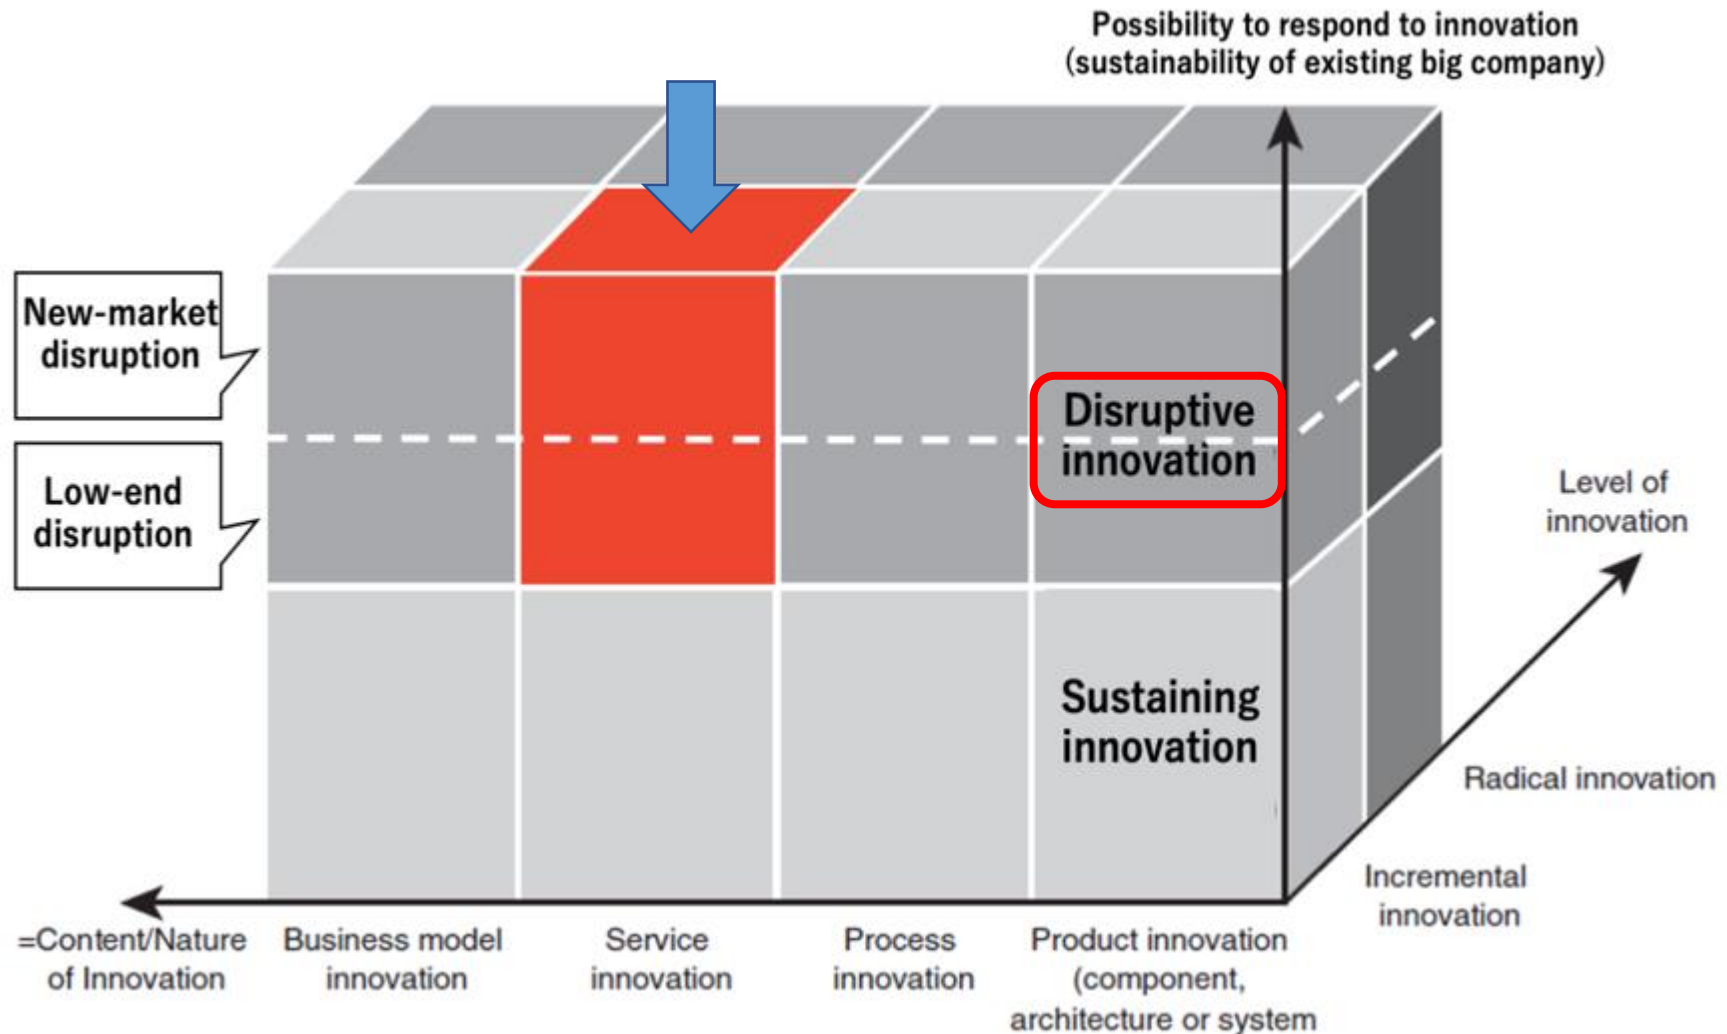 Possibility to respond to innovation
(sustainability of existing big company)
New-market
disruption
Disruptive
innovation
Low-end
disruption
Level of
innovation
Sustaining
innovation
Radical innovation
Incremental
innovation
=Content/Nature
of Innovation
Business model
innovation
Service
innovation
Process
innovation
Product innovation
(component,
architecture or system